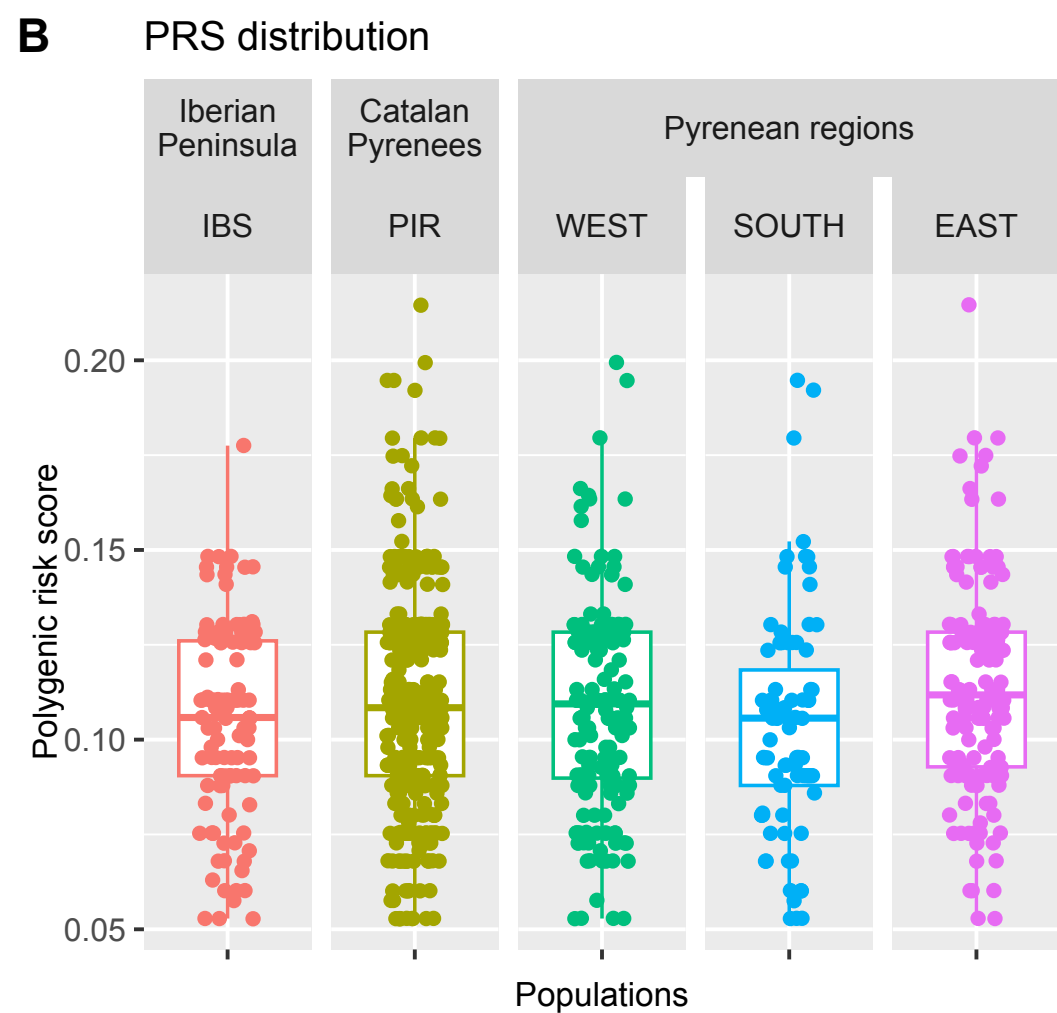 B PRS distribution
Iberian
Peninsula
Catalan
Pyrenees
Pyrenean regions
IBS
PIR
WEST
SOUTH
EAST
0.20
0.15
0.10
0.05
Polygenic risk score
Populations